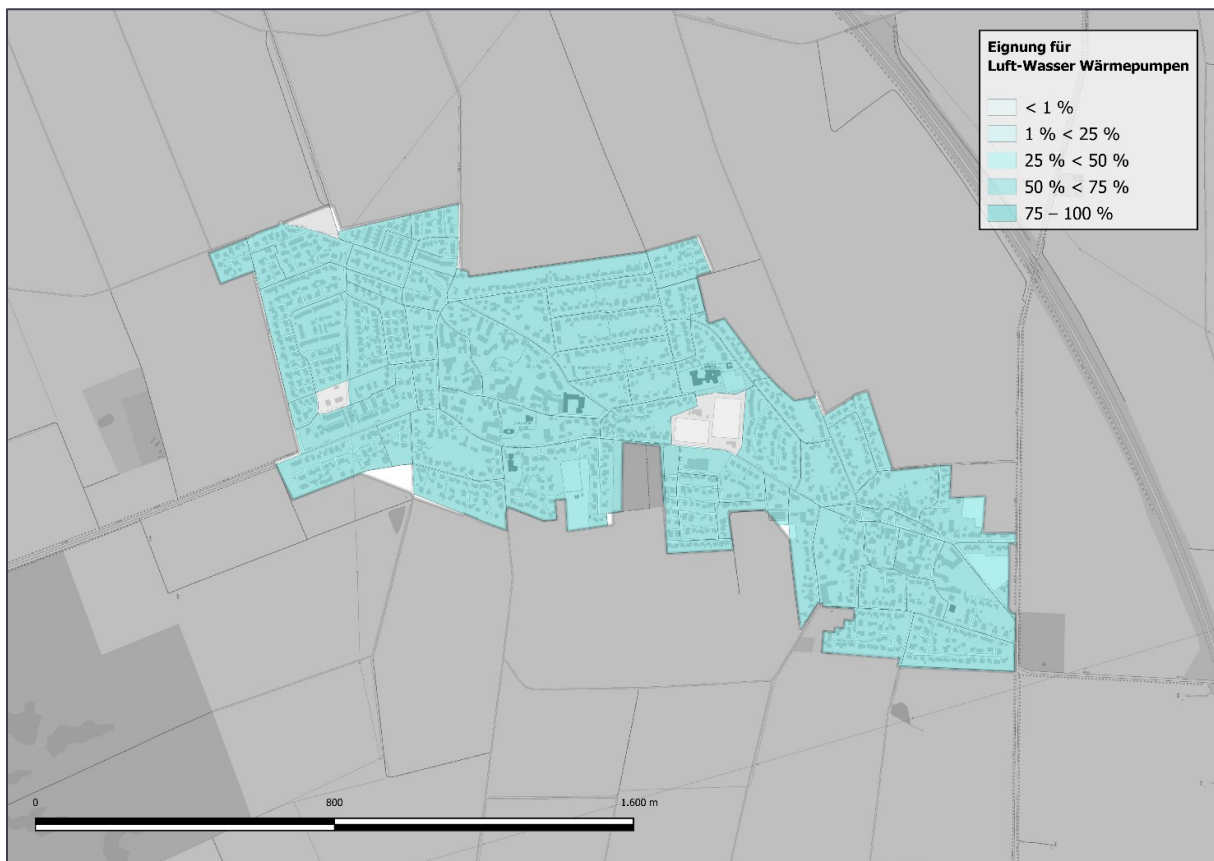 Eignung für
Luft-Wasser Wärmepumpen
< 1 %
1 % < 25 %
25 % < 50 %
50 % < 75 %
75 – 100 %
0 800 1.600 m